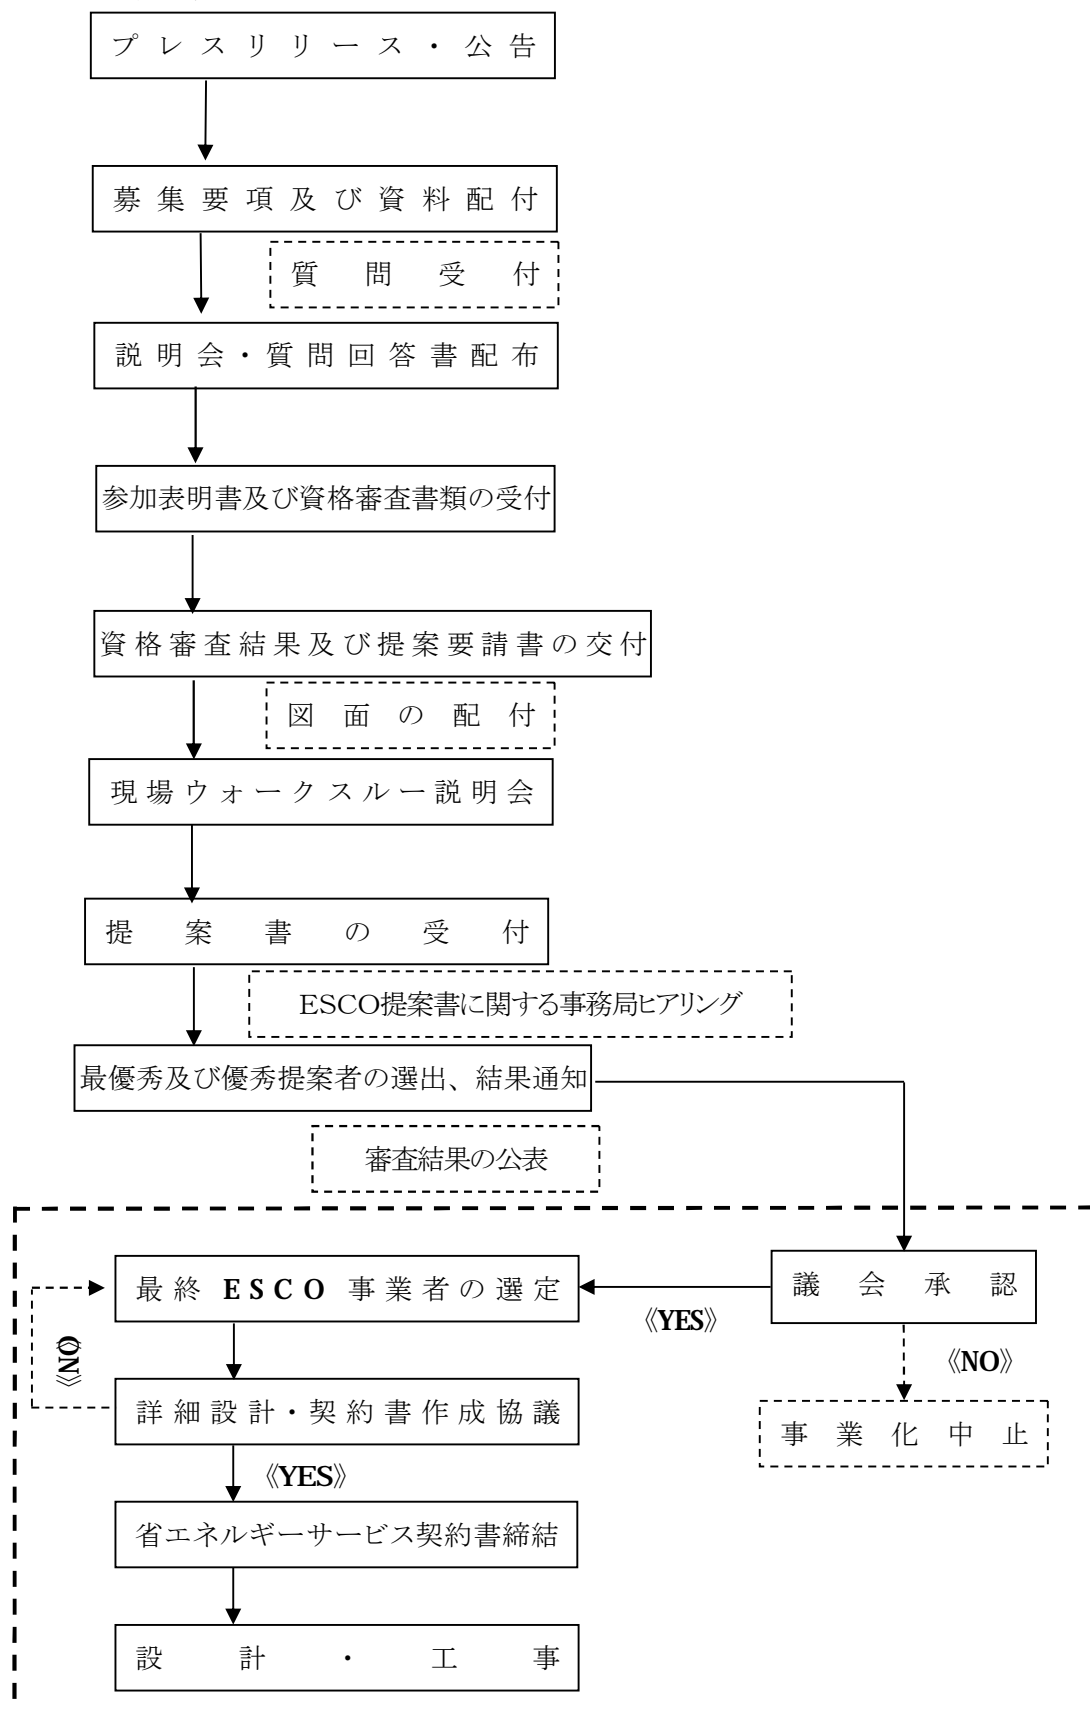 プレスリリース・公告
募集要項及び資料配付
質問受付
説明会・質問回答書配布
参加表明書及び資格審査書類の受付
資格審査結果及び提案要請書の交付
図面の配付
現場ウォークスルー説明会
提案書の受付
ESCO提案書に関する事務局ヒアリング
最優秀及び優秀提案者の選出、結果通知
審査結果の公表
最終 ESCO 事業者の選定
議会承認
《YES》
《NO》
《NO》
詳細設計・契約書作成協議
事業化中止
《YES》
省エネルギーサービス契約書締結
設計・工事